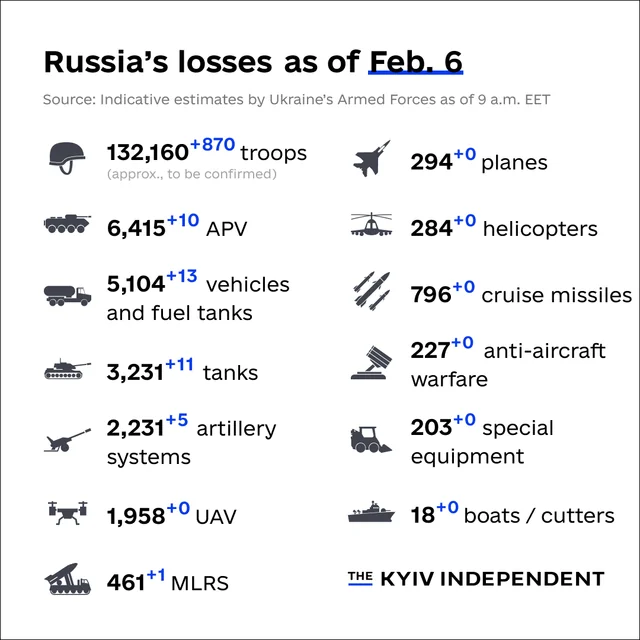 Russia's losses as of Feb. 6
Source: Indicative estimates by Ukraine's Armed Forces as of 9 a.m. EET
132,160+870 troops
(approx., to be confirmed)
6,415+10 APV
5,104+13 vehicles
and fuel tanks
3,231+11 tanks
2,231+5 artillery
systems
1,958+0 UAV
461+1 MLRS
294+0 planes
284+0 helicopters
796+0 cruise missiles
227+0 anti-aircraft
warfare
203+0 special
equipment
18+0 boats / cutters
THE KYIV INDEPENDENT